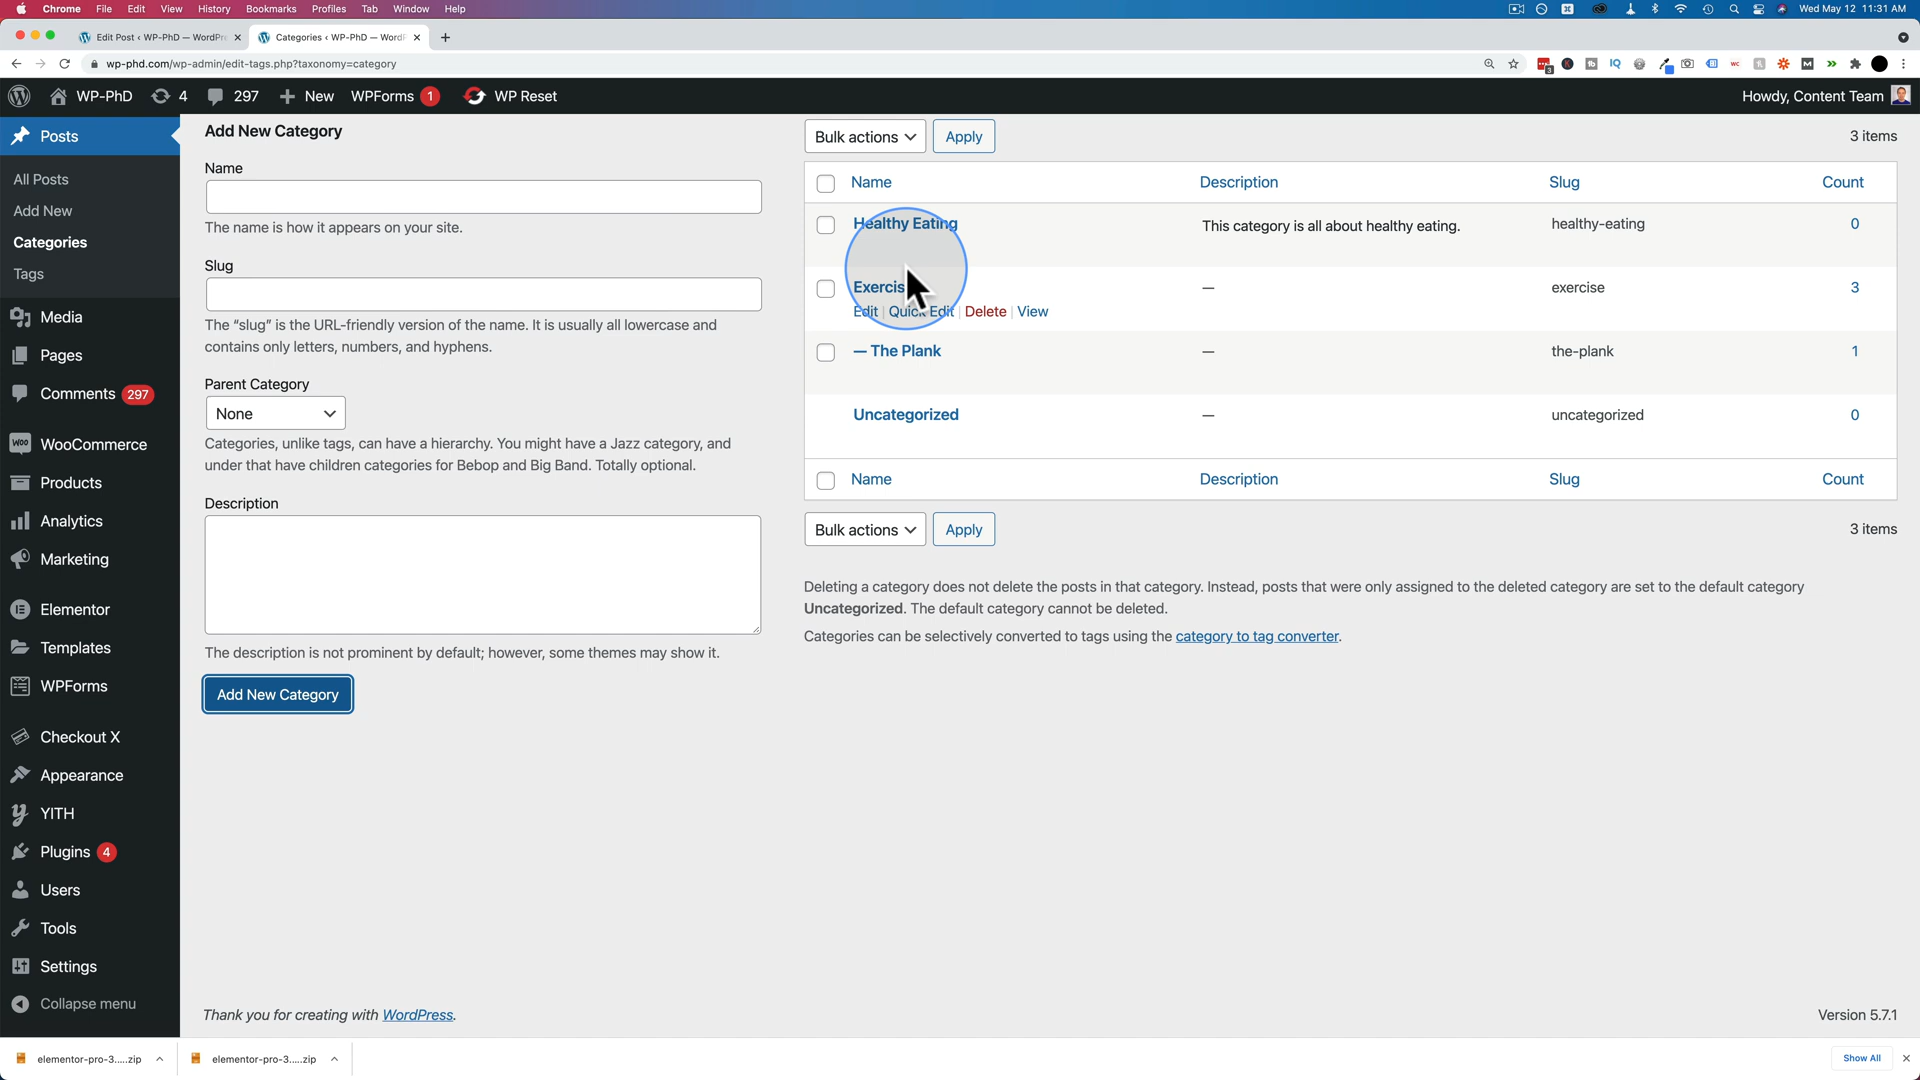 Chrome File Edit View History Bookmarks Profiles Tab Window Help Wed May 12 11:31 AM
Edit Post ‹ WP-PhD — WordPr Categories ‹ WP-PhD — Word
wp-phd.com/wp-admin/edit-tags.php?taxonomy=category
WP-PhD 4 297 New WPForms 1 WP Reset Howdy, Content Team
Posts
All Posts
Add New
Categories
Tags
Media
Pages
Comments 297
WooCommerce
Products
Analytics
Marketing
Elementor
Templates
WPForms
Checkout X
Appearance
YITH
Plugins 4
Users
Tools
Settings
Collapse menu
Add New Category
Name
The name is how it appears on your site.
Slug
The “slug” is the URL-friendly version of the name. It is usually all lowercase and
contains only letters, numbers, and hyphens.
Parent Category
None
Categories, unlike tags, can have a hierarchy. You might have a Jazz category, and
under that have children categories for Bebop and Big Band. Totally optional.
Description
The description is not prominent by default; however, some themes may show it.
Add New Category
Bulk actions Apply 3 items
Name Description Slug Count
Healthy Eating This category is all about healthy eating. healthy-eating 0
Exercis — exercise 3
Edit | Quick Edit | Delete | View
— The Plank — the-plank 1
Uncategorized — uncategorized 0
Name Description Slug Count
Bulk actions Apply 3 items
Deleting a category does not delete the posts in that category. Instead, posts that were only assigned to the deleted category are set to the default category
Uncategorized. The default category cannot be deleted.
Categories can be selectively converted to tags using the category to tag converter.
Thank you for creating with WordPress. Version 5.7.1
elementor-pro-3.....zip elementor-pro-3.....zip Show All